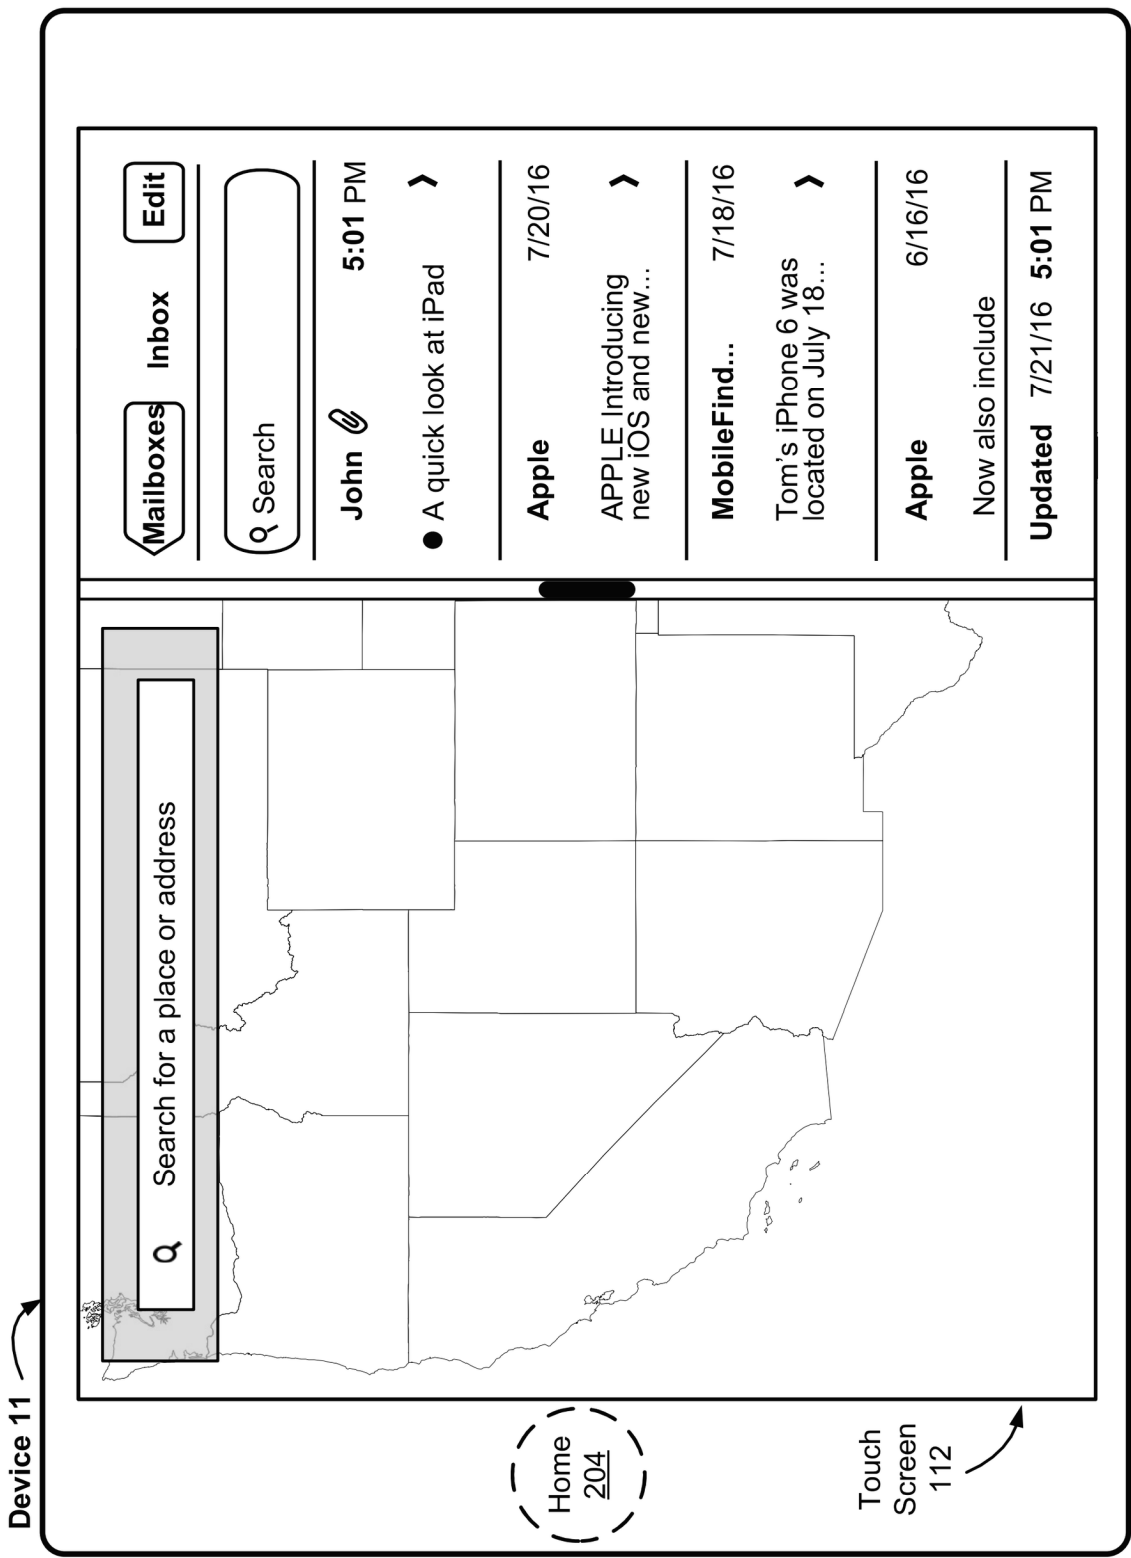 Device 11
Search for a place or address
Mailboxes Inbox Edit
Search
John 5:01 PM
A quick look at iPad
Apple 7/20/16
APPLE Introducing
new iOS and new...
MobileFind... 7/18/16
Tom's iPhone 6 was
located on July 18...
Apple 6/16/16
Now also include
Updated 7/21/16 5:01 PM
Home
204
Touch
Screen
112